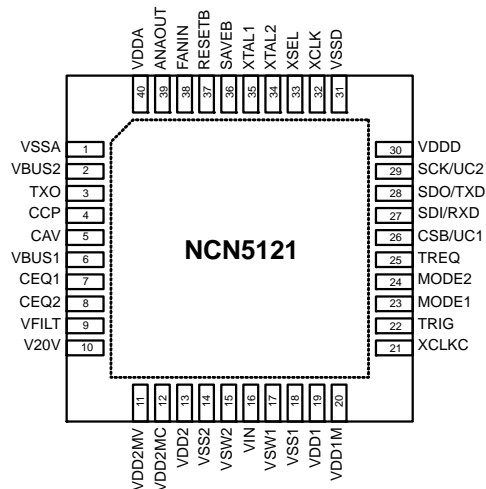 VDDA
ANAOUT
FANIN
RESETB
SAVEB
XTAL1
XTAL2
XSEL
XCLK
VSSD
40
39
38
37
36
35
34
33
32
31
VSSA 1
VBUS2 2
TXO 3
CCP 4
CAV 5
VBUS1 6
CEQ1 7
CEQ2 8
VFILT 9
V20V 10
NCN5121
30 VDDD
29 SCK/UC2
28 SDO/TXD
27 SDI/RXD
26 CSB/UC1
25 TREQ
24 MODE2
23 MODE1
22 TRIG
21 XCLKC
11
12
13
14
15
16
17
18
19
20
VDD2MV
VDD2MC
VDD2
VSS2
VSW2
VIN
VSW1
VSS1
VDD1
VDD1M